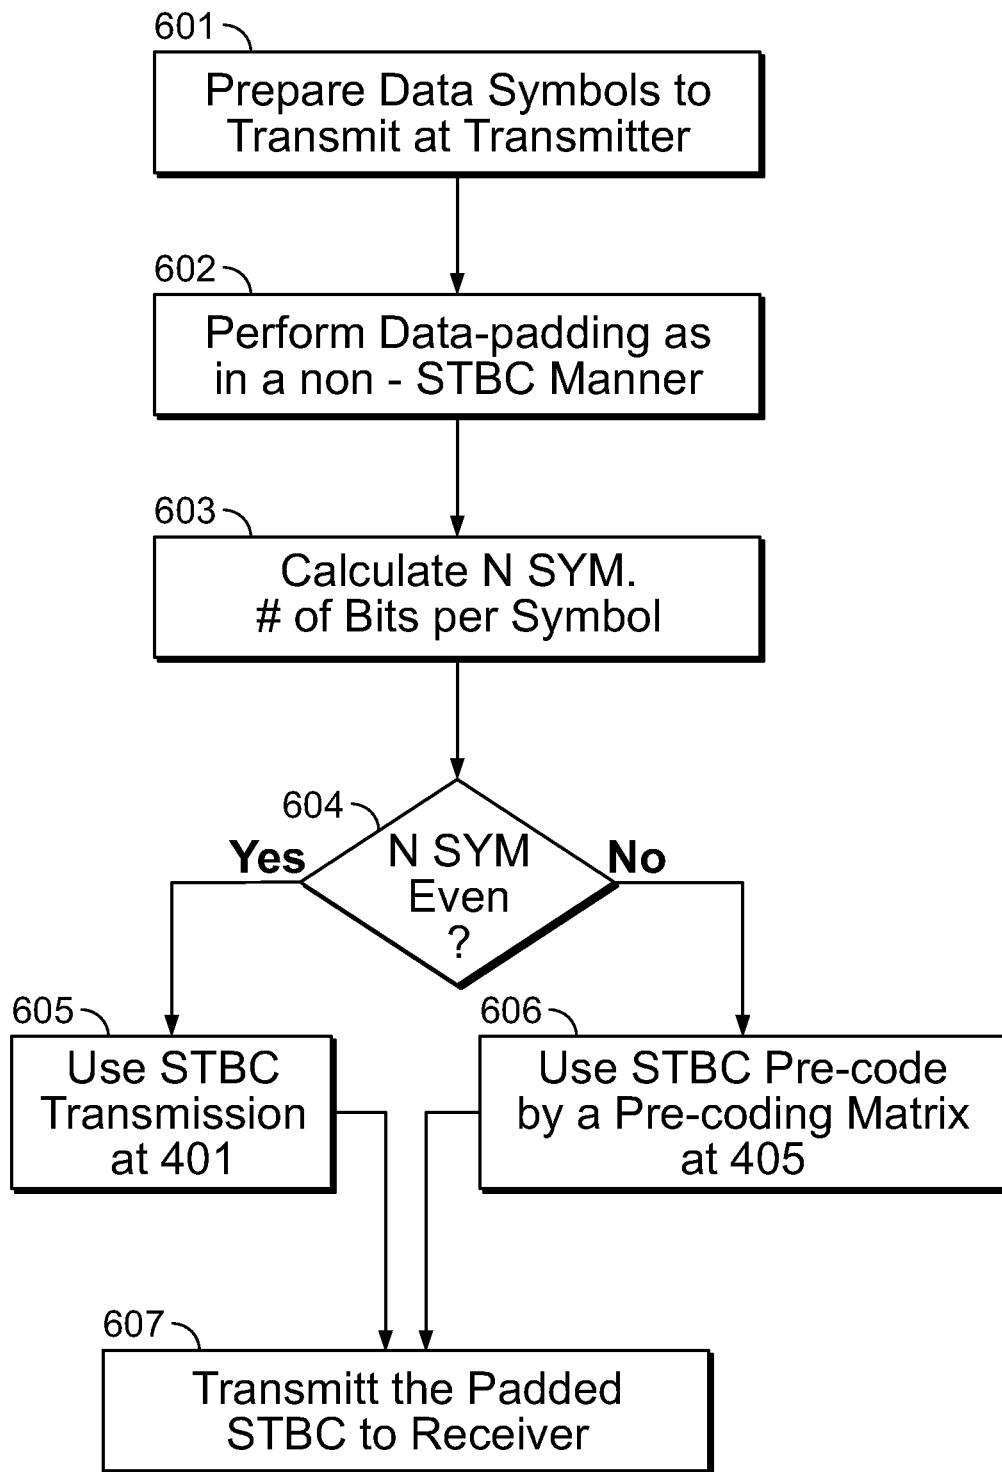 601
Prepare Data Symbols to
Transmit at Transmitter
602
Perform Data-padding as
in a non - STBC Manner
603
Calculate N SYM.
# of Bits per Symbol
604
Yes
N SYM
Even
?
No
605
Use STBC
Transmission
at 401
606
Use STBC Pre-code
by a Pre-coding Matrix
at 405
607
Transmitt the Padded
STBC to Receiver